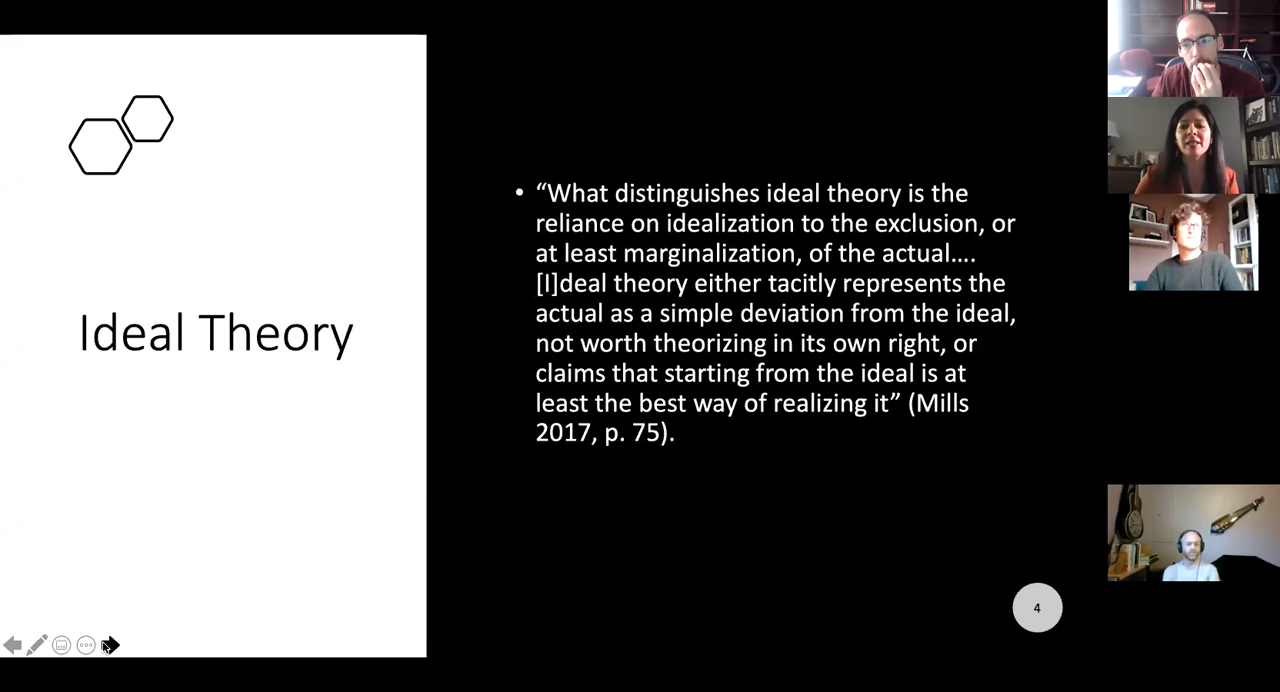 Ideal Theory
• “What distinguishes ideal theory is the
reliance on idealization to the exclusion, or
at least marginalization, of the actual....
[I]deal theory either tacitly represents the
actual as a simple deviation from the ideal,
not worth theorizing in its own right, or
claims that starting from the ideal is at
least the best way of realizing it” (Mills
2017, p. 75).
4